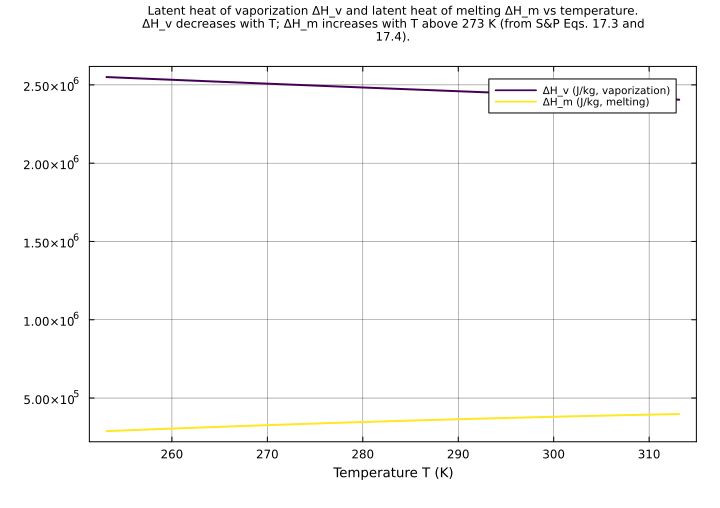 Latent heat of vaporization ΔH_v and latent heat of melting ΔH_m vs temperature.
ΔH_v decreases with T; ΔH_m increases with T above 273 K (from S&P Eqs. 17.3 and
17.4).
2.50×10⁶
ΔH_v (J/kg, vaporization)
ΔH_m (J/kg, melting)
2.00×10⁶
1.50×10⁶
1.00×10⁶
5.00×10⁵
260 270 280 290 300 310
Temperature T (K)